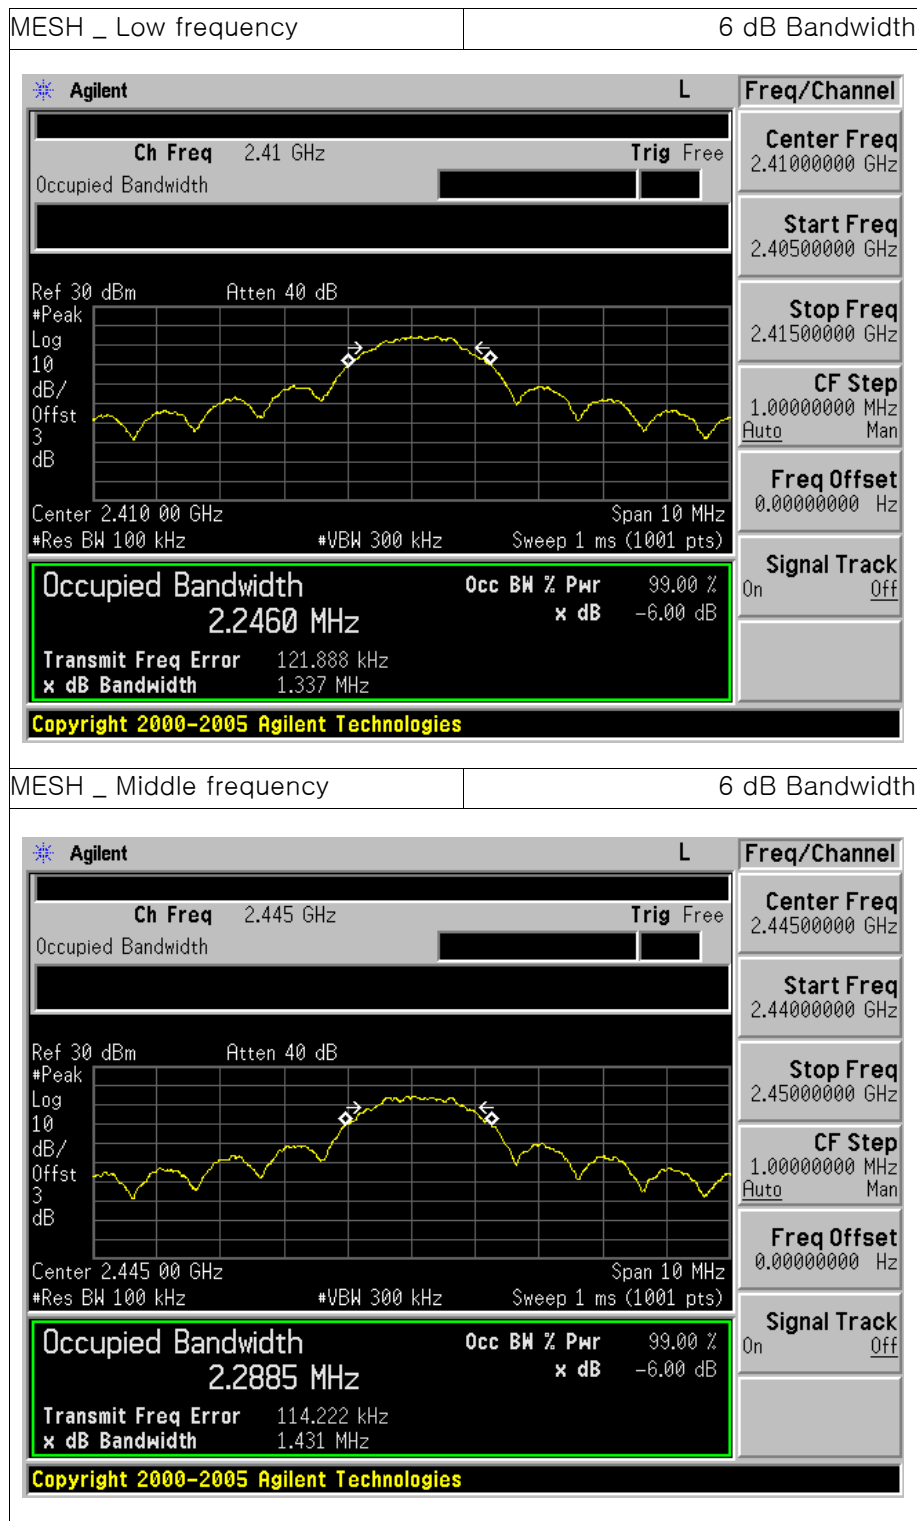 MESH _ Low frequency 6 dB Bandwidth
Agilent L Freq/Channel
Ch Freq 2.41 GHz Trig Free
Occupied Bandwidth
Center Freq
2.41000000 GHz
Start Freq
2.40500000 GHz
Stop Freq
2.41500000 GHz
CF Step
1.00000000 MHz
Auto Man
Freq Offset
0.00000000 Hz
Signal Track
On Off
Ref 30 dBm Atten 40 dB
#Peak
Log
10
dB/
Offst
3
dB
Center 2.410 00 GHz Span 10 MHz
#Res BW 100 kHz #VBW 300 kHz Sweep 1 ms (1001 pts)
Occupied Bandwidth Occ BW % Pwr 99.00 %
2.2460 MHz x dB -6.00 dB
Transmit Freq Error 121.888 kHz
x dB Bandwidth 1.337 MHz
Copyright 2000-2005 Agilent Technologies
MESH _ Middle frequency 6 dB Bandwidth
Agilent L Freq/Channel
Ch Freq 2.445 GHz Trig Free
Occupied Bandwidth
Center Freq
2.44500000 GHz
Start Freq
2.44000000 GHz
Stop Freq
2.45000000 GHz
CF Step
1.00000000 MHz
Auto Man
Freq Offset
0.00000000 Hz
Signal Track
On Off
Ref 30 dBm Atten 40 dB
#Peak
Log
10
dB/
Offst
3
dB
Center 2.445 00 GHz Span 10 MHz
#Res BW 100 kHz #VBW 300 kHz Sweep 1 ms (1001 pts)
Occupied Bandwidth Occ BW % Pwr 99.00 %
2.2885 MHz x dB -6.00 dB
Transmit Freq Error 114.222 kHz
x dB Bandwidth 1.431 MHz
Copyright 2000-2005 Agilent Technologies